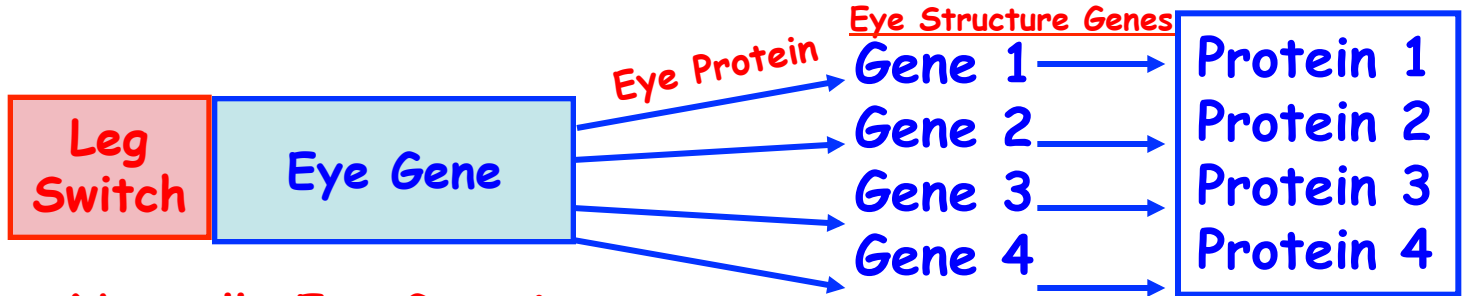 Eye Structure Genes
Eye Protein
Leg
Switch
Eye Gene
Gene 1
Gene 2
Gene 3
Gene 4
Protein 1
Protein 2
Protein 3
Protein 4